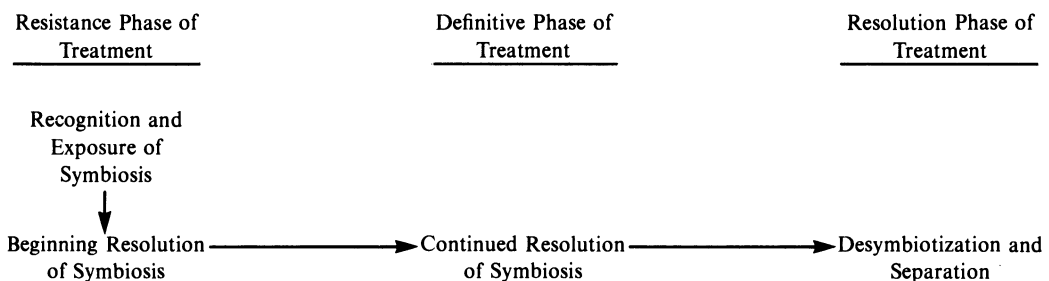 Resistance Phase of
Treatment
Definitive Phase of
Treatment
Resolution Phase of
Treatment
Recognition and
Exposure of
Symbiosis
Beginning Resolution
of Symbiosis
Continued Resolution
of Symbiosis
Desymbiotization and
Separation